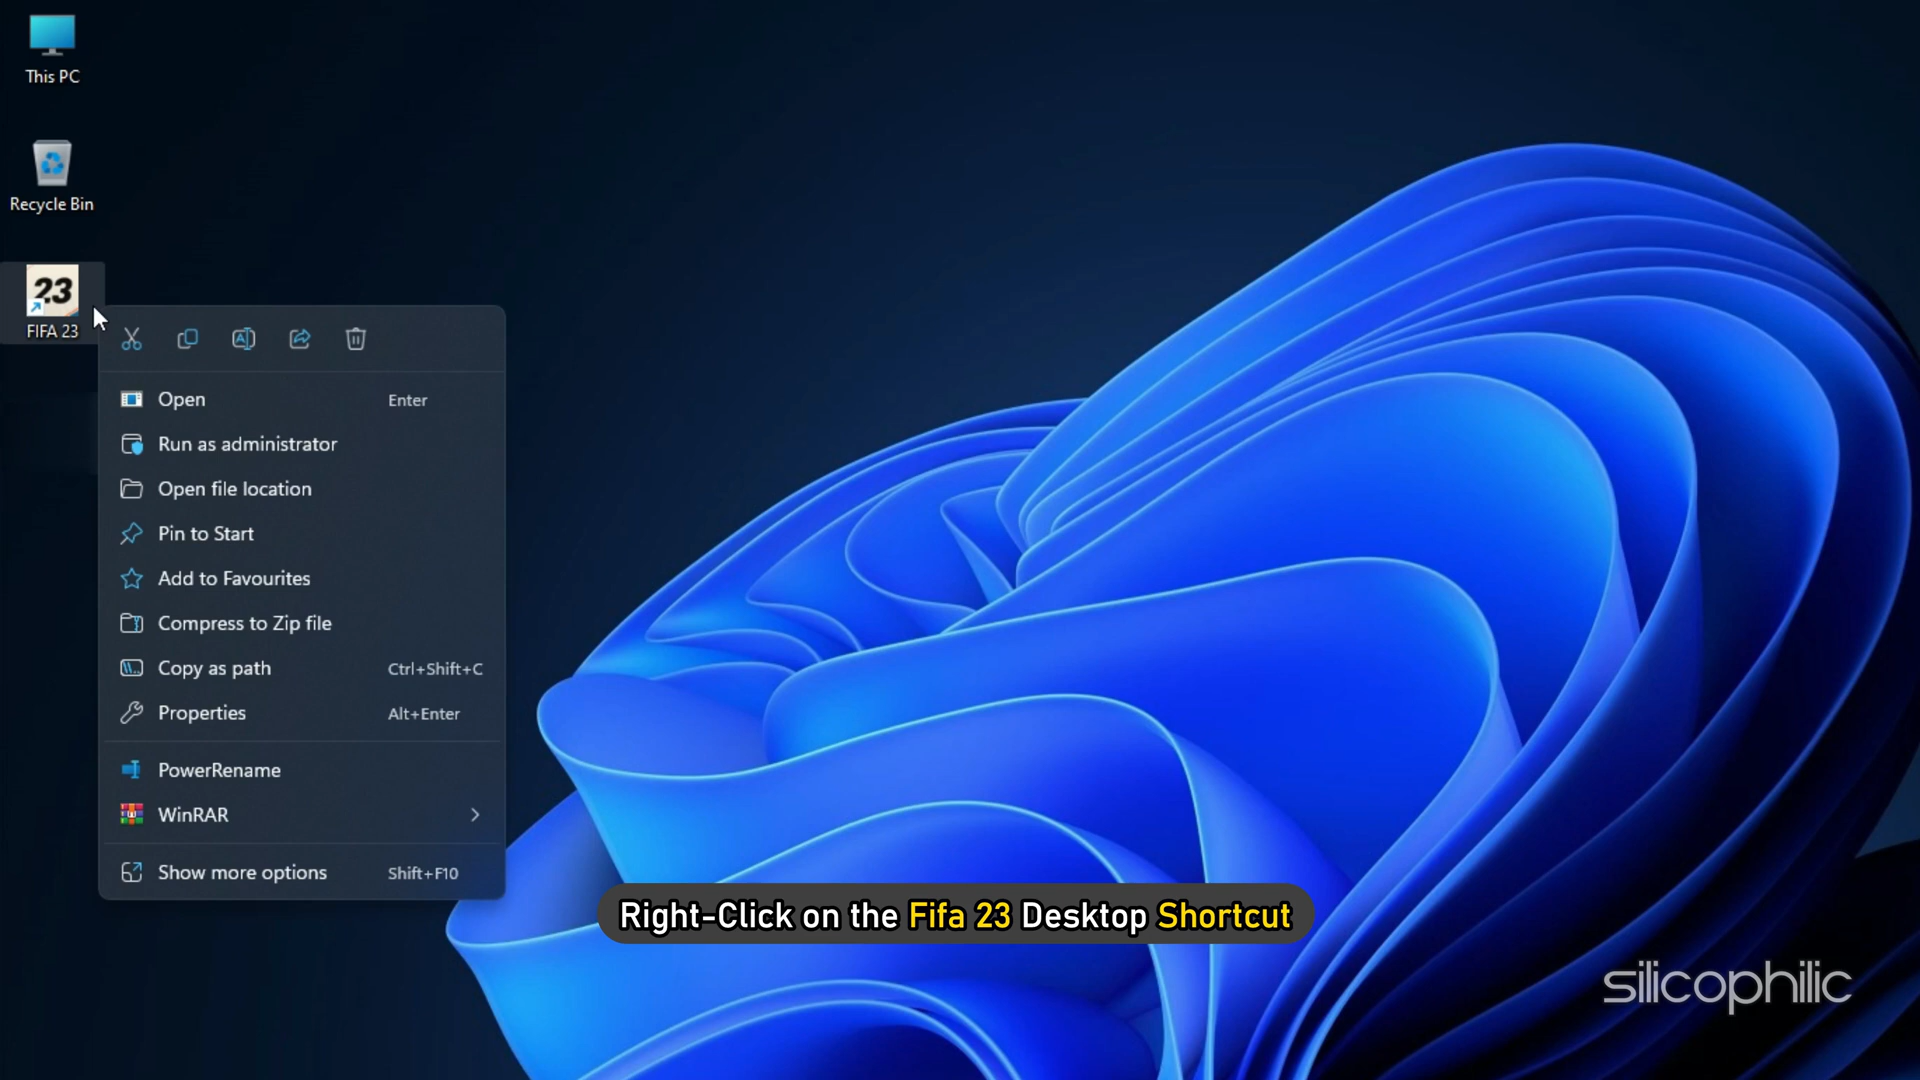 This PC
Recycle Bin
23
FIFA 23
Open Enter
Run as administrator
Open file location
Pin to Start
Add to Favourites
Compress to Zip file
Copy as path Ctrl+Shift+C
Properties Alt+Enter
PowerRename
WinRAR
Show more options Shift+F10
Right-Click on the Fifa 23 Desktop Shortcut
silicophilic